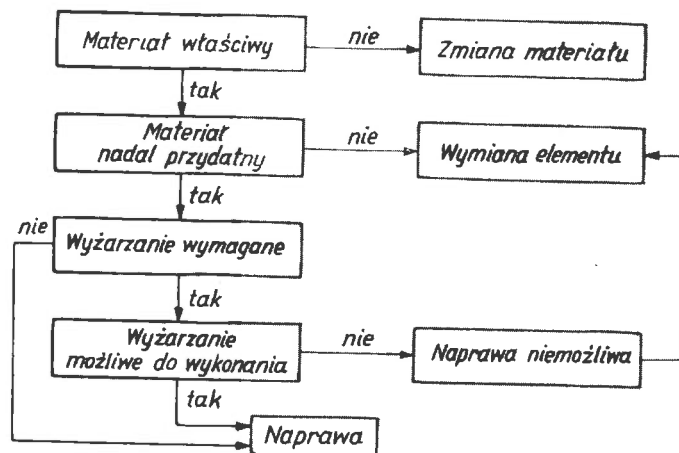 Materiał właściwy
nie
Zmiana materiału
tak
Materiał
nadal przydatny
nie
Wymiana elementu
tak
nie
Wyżarzanie wymagane
tak
Wyżarzanie
możliwe do wykonania
nie
Naprawa niemożliwa
tak
Naprawa